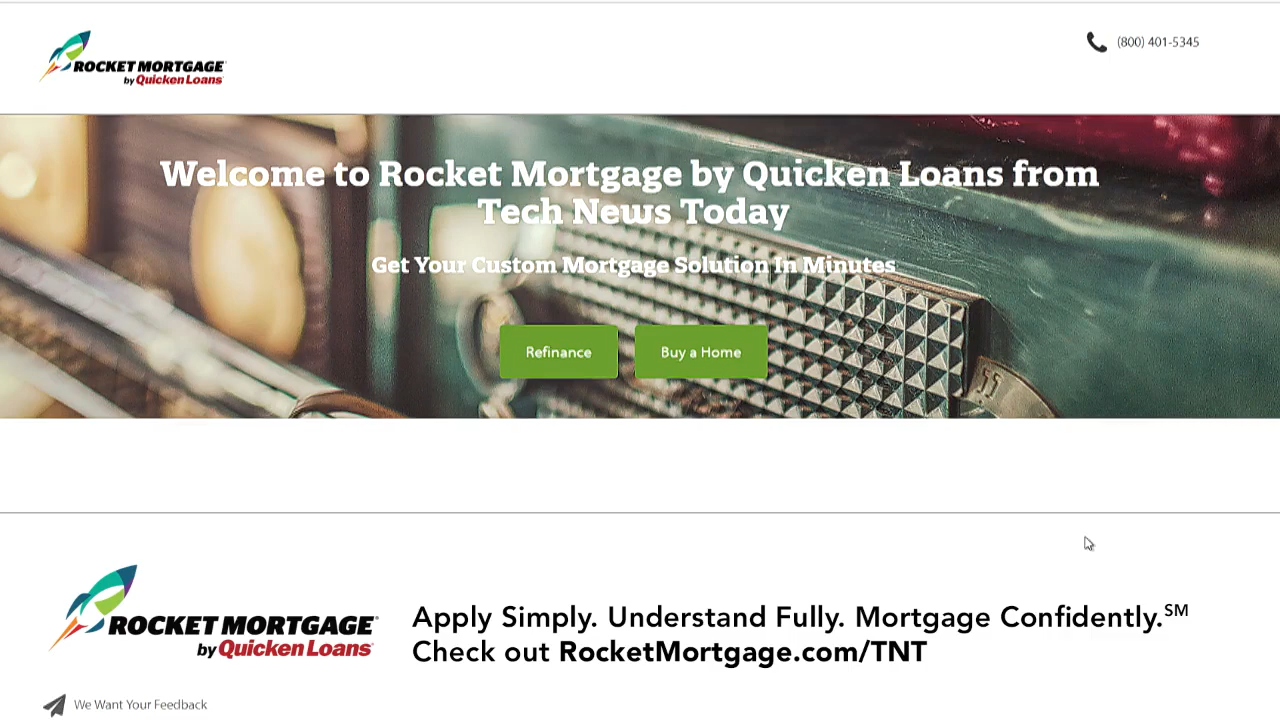 ROCKET MORTGAGE
by Quicken Loans
(800) 401-5345
Welcome to Rocket Mortgage by Quicken Loans from
Tech News Today
Get Your Custom Mortgage Solution In Minutes
Refinance
Buy a Home
ROCKET MORTGAGE
by Quicken Loans
Apply Simply. Understand Fully. Mortgage Confidently.SM
Check out RocketMortgage.com/TNT
We Want Your Feedback